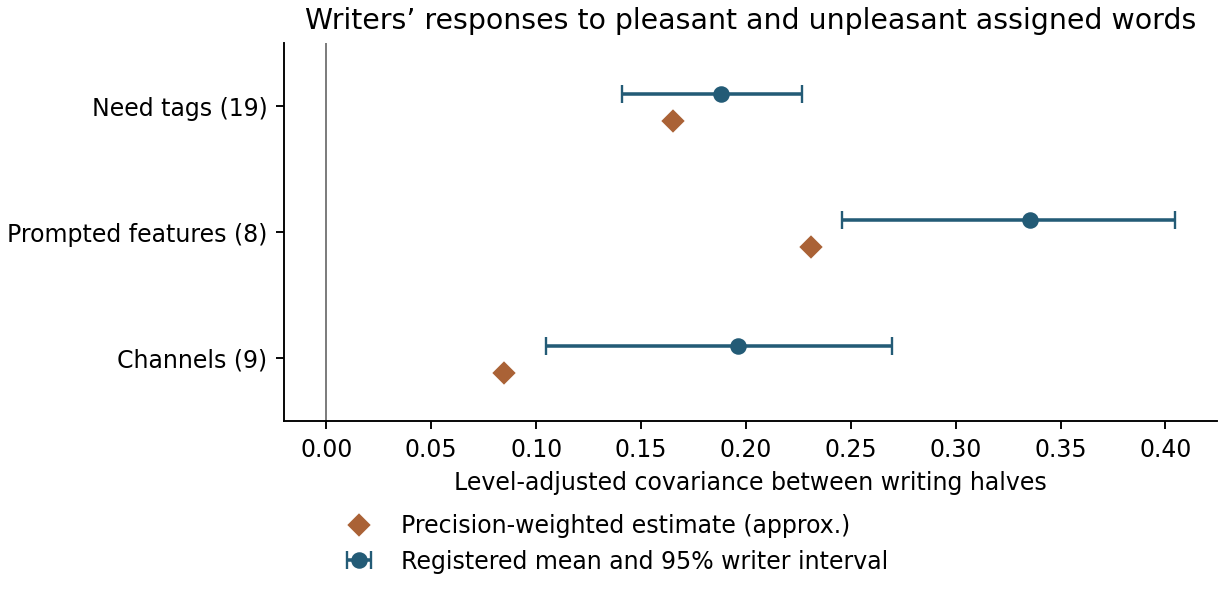 Writers’ responses to pleasant and unpleasant assigned words
Need tags (19)
Prompted features (8)
Channels (9)
0.00 0.05 0.10 0.15 0.20 0.25 0.30 0.35 0.40
Level-adjusted covariance between writing halves
Precision-weighted estimate (approx.)
Registered mean and 95% writer interval